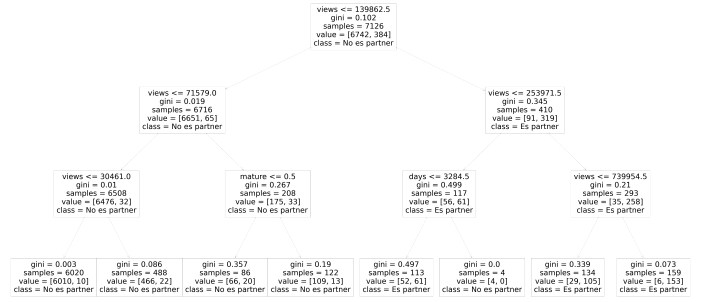 views <= 139862.5
gini = 0.102
samples = 7126
value = [6742, 384]
class = No es partner
views <= 71579.0
gini = 0.019
samples = 6716
value = [6651, 65]
class = No es partner
views <= 253971.5
gini = 0.345
samples = 410
value = [91, 319]
class = Es partner
views <= 30461.0
gini = 0.01
samples = 6508
value = [6476, 32]
class = No es partner
mature <= 0.5
gini = 0.267
samples = 208
value = [175, 33]
class = No es partner
days <= 3284.5
gini = 0.499
samples = 117
value = [56, 61]
class = Es partner
views <= 739954.5
gini = 0.21
samples = 293
value = [35, 258]
class = Es partner
gini = 0.003
samples = 6020
value = [6010, 10]
class = No es partner
gini = 0.086
samples = 488
value = [466, 22]
class = No es partner
gini = 0.357
samples = 86
value = [66, 20]
class = No es partner
gini = 0.19
samples = 122
value = [109, 13]
class = No es partner
gini = 0.497
samples = 113
value = [52, 61]
class = Es partner
gini = 0.0
samples = 4
value = [4, 0]
class = No es partner
gini = 0.339
samples = 134
value = [29, 105]
class = Es partner
gini = 0.073
samples = 159
value = [6, 153]
class = Es partner